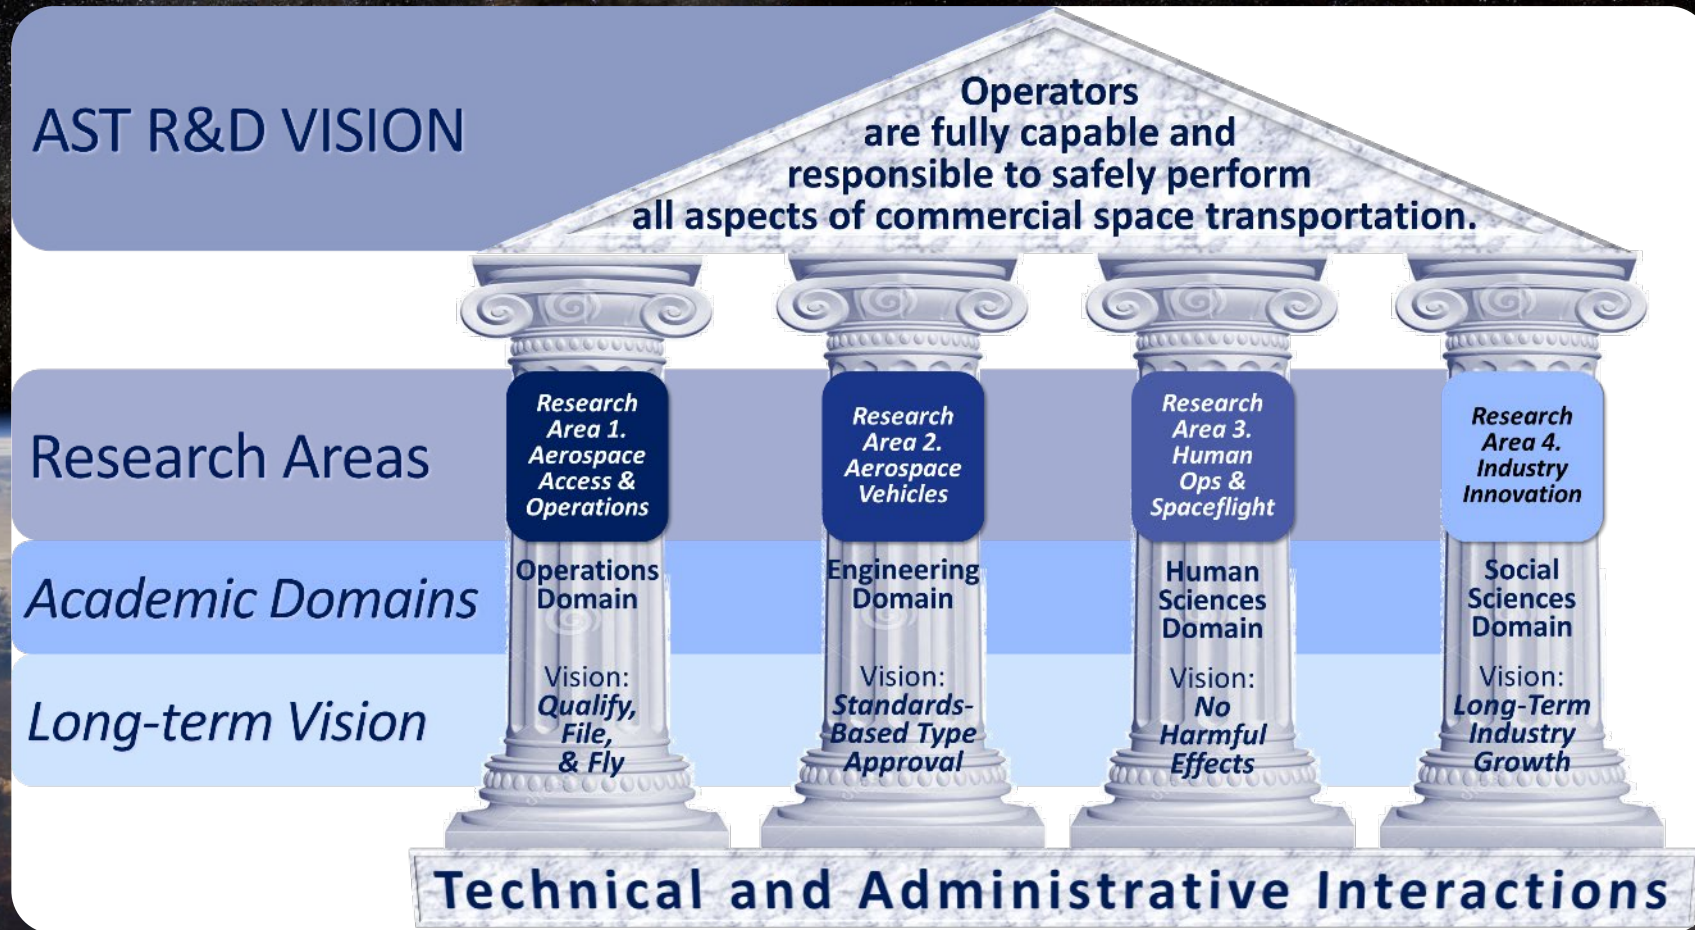 AST R&D VISION
Operators
are fully capable and
responsible to safely perform
all aspects of commercial space transportation.
Research Areas
Research
Area 1.
Aerospace
Access &
Operations
Research
Area 2.
Aerospace
Vehicles
Research
Area 3.
Human
Ops &
Spaceflight
Research
Area 4.
Industry
Innovation
Academic Domains
Operations
Domain
Engineering
Domain
Human
Sciences
Domain
Social
Sciences
Domain
Long-term Vision
Vision:
Qualify,
File,
& Fly
Vision:
Standards-
Based Type
Approval
Vision:
No
Harmful
Effects
Vision:
Long-Term
Industry
Growth
Technical and Administrative Interactions